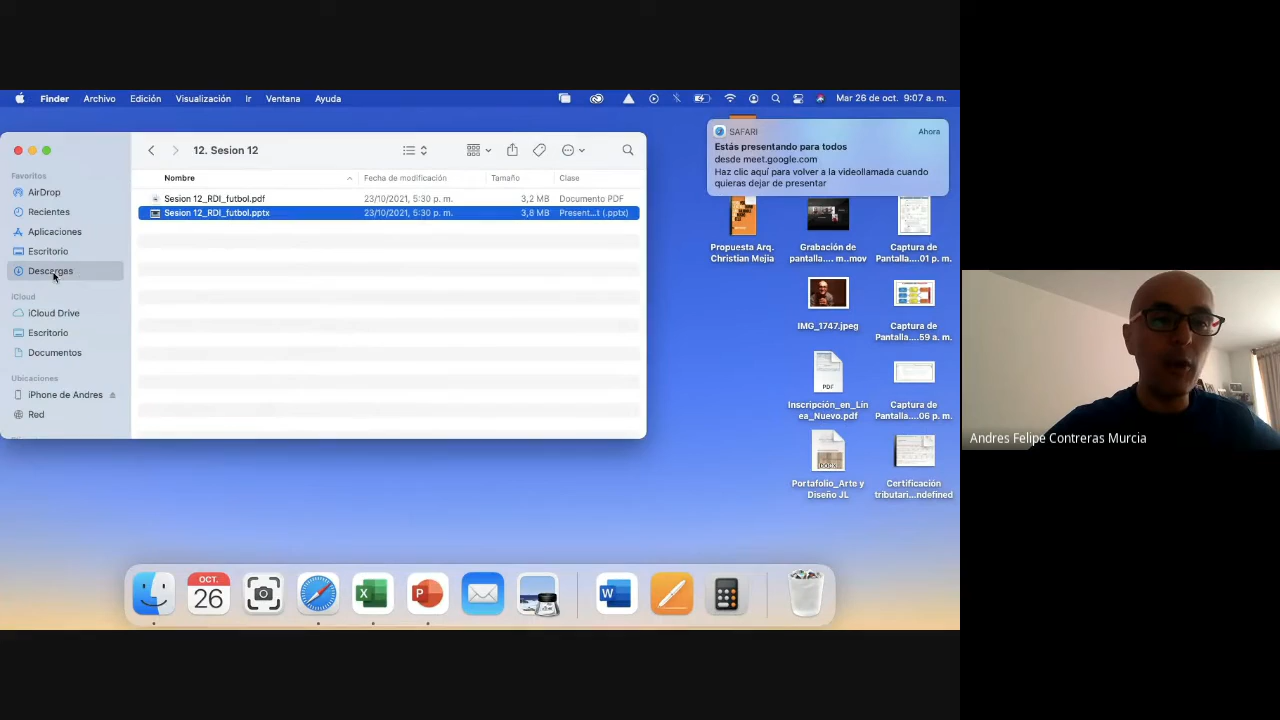 Finder Archivo Edición Visualización Ir Ventana Ayuda
Mar 26 de oct. 9:07 a. m.
SAFARI Ahora
Estás presentando para todos
desde meet.google.com
Haz clic aquí para volver a la videollamada cuando
quieras dejar de presentar
12. Sesion 12
Favoritos
AirDrop
Recientes
Aplicaciones
Escritorio
Descargas
iCloud
iCloud Drive
Escritorio
Documentos
Ubicaciones
iPhone de Andres
Red
Nombre Fecha de modificación Tamaño Clase
Sesion 12_RDI_futbol.pdf 23/10/2021, 5:30 p. m. 3,2 MB Documento PDF
Sesion 12_RDI_futbol.pptx 23/10/2021, 5:30 p. m. 3,8 MB Present...t (.pptx)
Propuesta Arq.
Christian Mejia
Grabación de
pantalla.... m..mov
Captura de
Pantalla....01 p. m.
IMG_1747.jpeg
Captura de
Pantalla....59 a. m.
PDF
Inscripción_en_Lín
ea_Nuevo.pdf
Captura de
Pantalla....06 p. m.
DOCX
Portafolio_Arte y
Diseño JL
Certificación
tributari...ndefined
OCT.
26
X
P
W
Andres Felipe Contreras Murcia